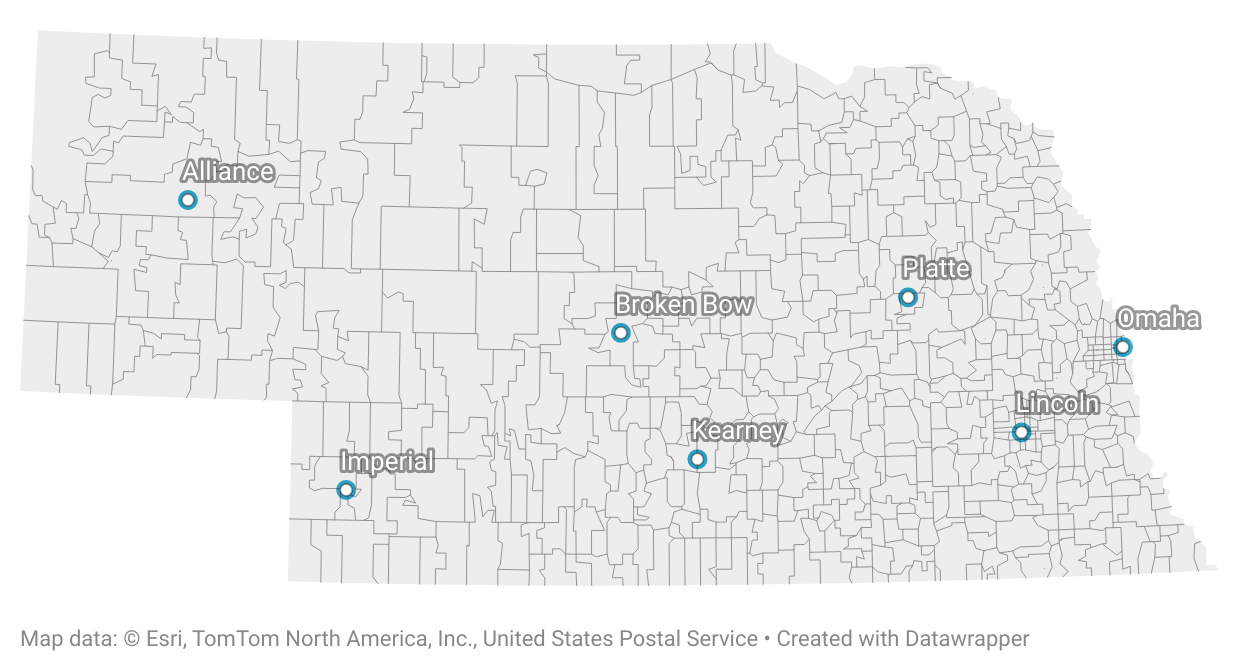 Alliance
Platte
Broken Bow
Omaha
Lincoln
Kearney
Imperial
Map data: © Esri, TomTom North America, Inc., United States Postal Service • Created with Datawrapper